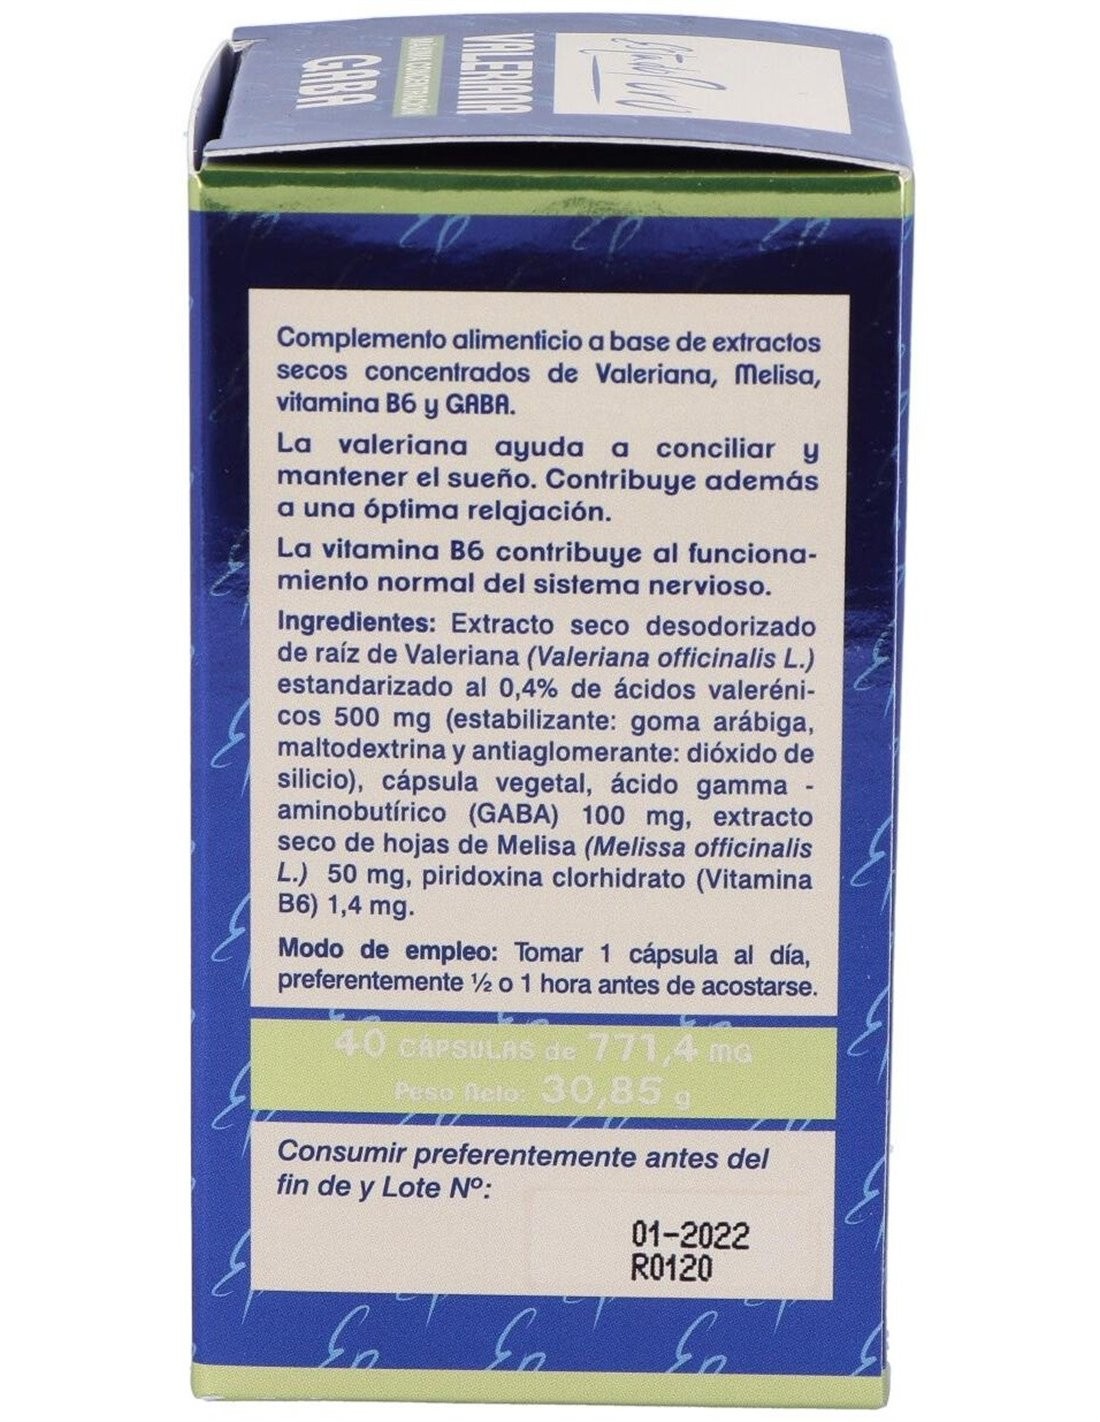 VALERIANA
MÁXIMA CONCENTRACIÓN
GABA
Complemento alimenticio a base de extractos
secos concentrados de Valeriana, Melisa,
vitamina B6 y GABA.
La valeriana ayuda a conciliar y
mantener el sueño. Contribuye además
a una óptima relajación.
La vitamina B6 contribuye al funciona-
miento normal del sistema nervioso.
Ingredientes: Extracto seco desodorizado
de raíz de Valeriana (Valeriana officinalis L.)
estandarizado al 0,4% de ácidos valeréni-
cos 500 mg (estabilizante: goma arábiga,
maltodextrina y antiaglomerante: dióxido de
silicio), cápsula vegetal, ácido gamma -
aminobutírico (GABA) 100 mg, extracto
seco de hojas de Melisa (Melissa officinalis
L.) 50 mg, piridoxina clorhidrato (Vitamina
B6) 1,4 mg.
Modo de empleo: Tomar 1 cápsula al día,
preferentemente ½ o 1 hora antes de acostarse.
40 CÁPSULAS de 771,4 MG
Peso Neto: 30,85 g
Consumir preferentemente antes del
fin de y Lote Nº:
01-2022
R0120